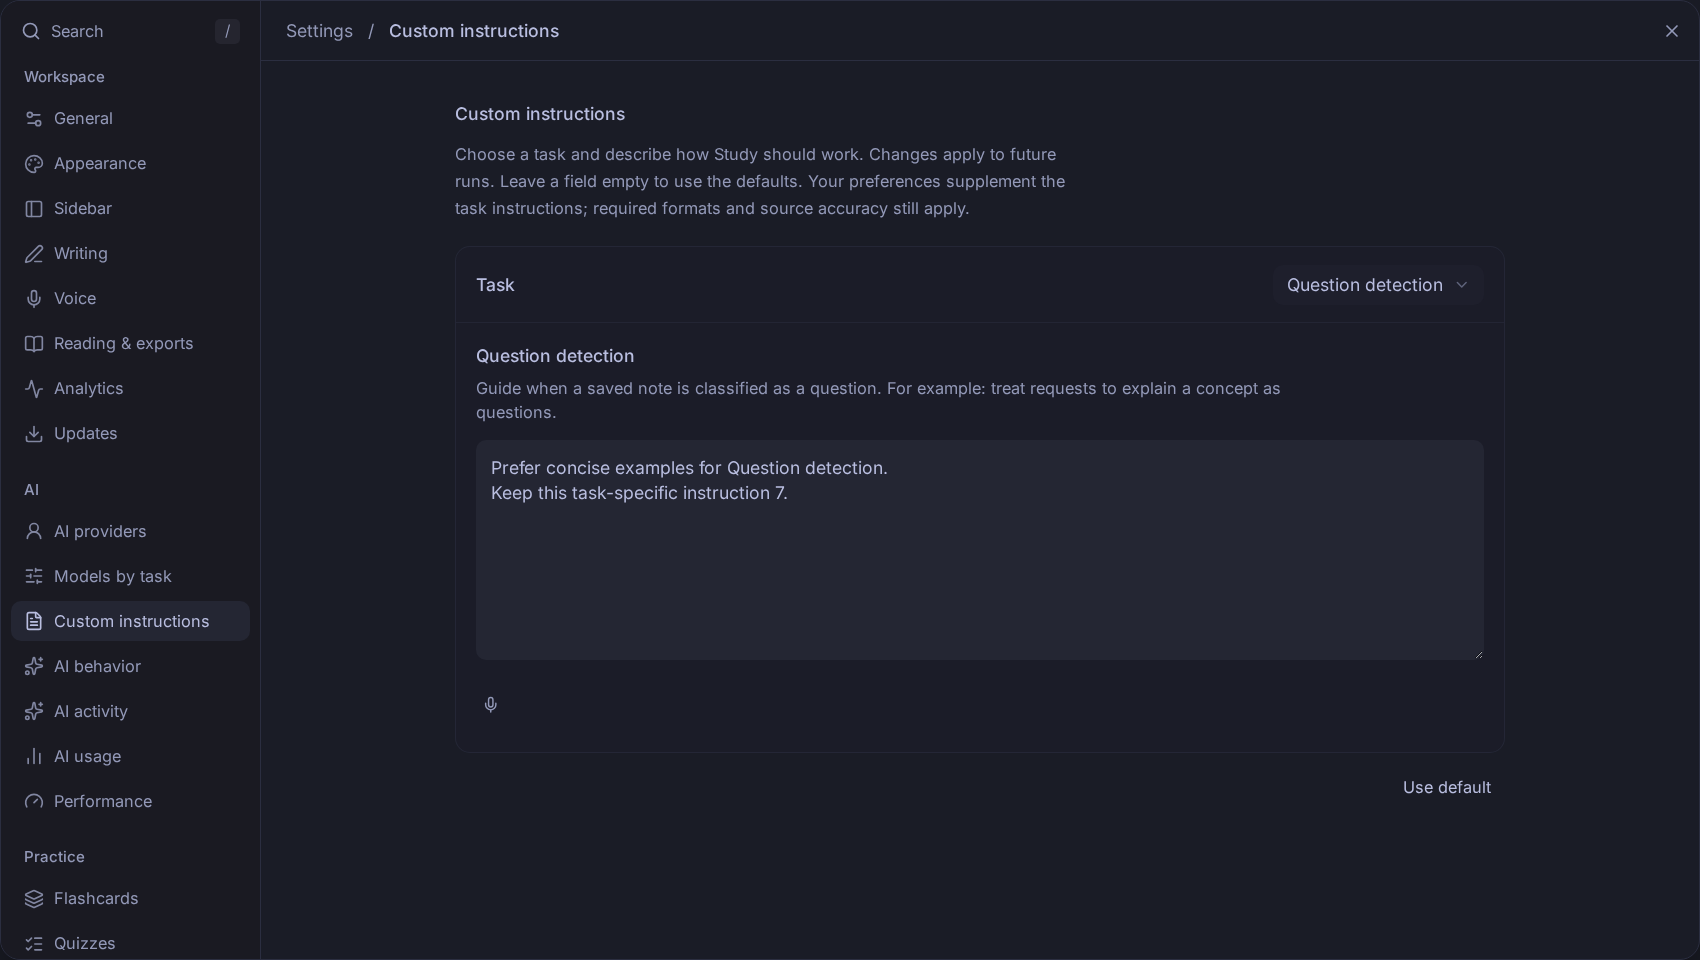 Search /
Workspace
General
Appearance
Sidebar
Writing
Voice
Reading & exports
Analytics
Updates
AI
AI providers
Models by task
Custom instructions
AI behavior
AI activity
AI usage
Performance
Practice
Flashcards
Quizzes
Settings / Custom instructions
Custom instructions
Choose a task and describe how Study should work. Changes apply to future
runs. Leave a field empty to use the defaults. Your preferences supplement the
task instructions; required formats and source accuracy still apply.
Task
Question detection
Question detection
Guide when a saved note is classified as a question. For example: treat requests to explain a concept as
questions.
Prefer concise examples for Question detection.
Keep this task-specific instruction 7.
Use default